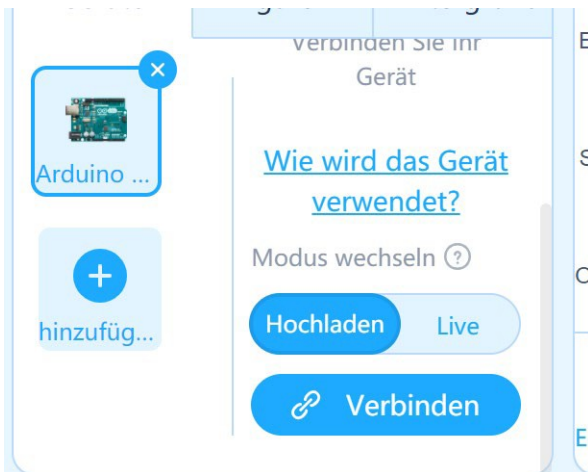 Verbinden Sie Ihr
Gerät
Arduino ...
Wie wird das Gerät
verwendet?
Modus wechseln ?
hinzufüg...
Hochladen
Live
Verbinden